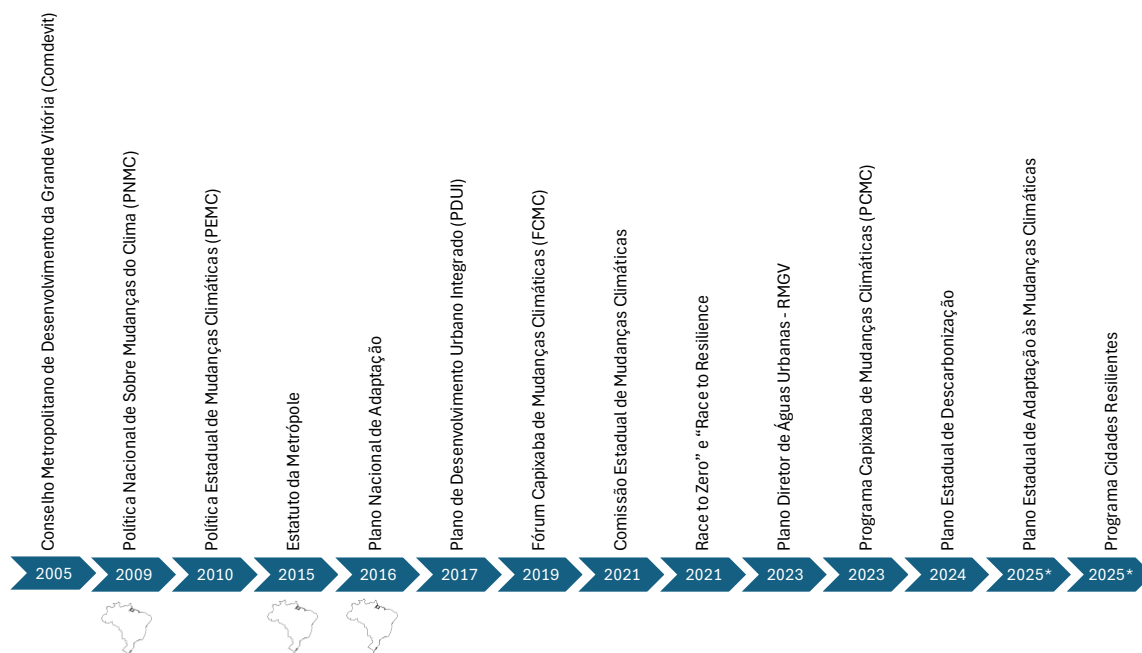 Conselho Metropolitano de Desenvolvimento da Grande Vitória (Comdevit)
Política Nacional de Sobre Mudanças do Clima (PNMC)
Política Estadual de Mudanças Climáticas (PEMC)
Estatuto da Metrópole
Plano Nacional de Adaptação
Plano de Desenvolvimento Urbano Integrado (PDUI)
Fórum Capixaba de Mudanças Climáticas (FCMC)
Comissão Estadual de Mudanças Climáticas
Race to Zero” e “Race to Resilience
Plano Diretor de Águas Urbanas - RMGV
Programa Capixaba de Mudanças Climáticas (PCMC)
Plano Estadual de Descarbonização
Plano Estadual de Adaptação às Mudanças Climáticas
Programa Cidades Resilientes
2005
2009
2010
2015
2016
2017
2019
2021
2021
2023
2023
2024
2025*
2025*